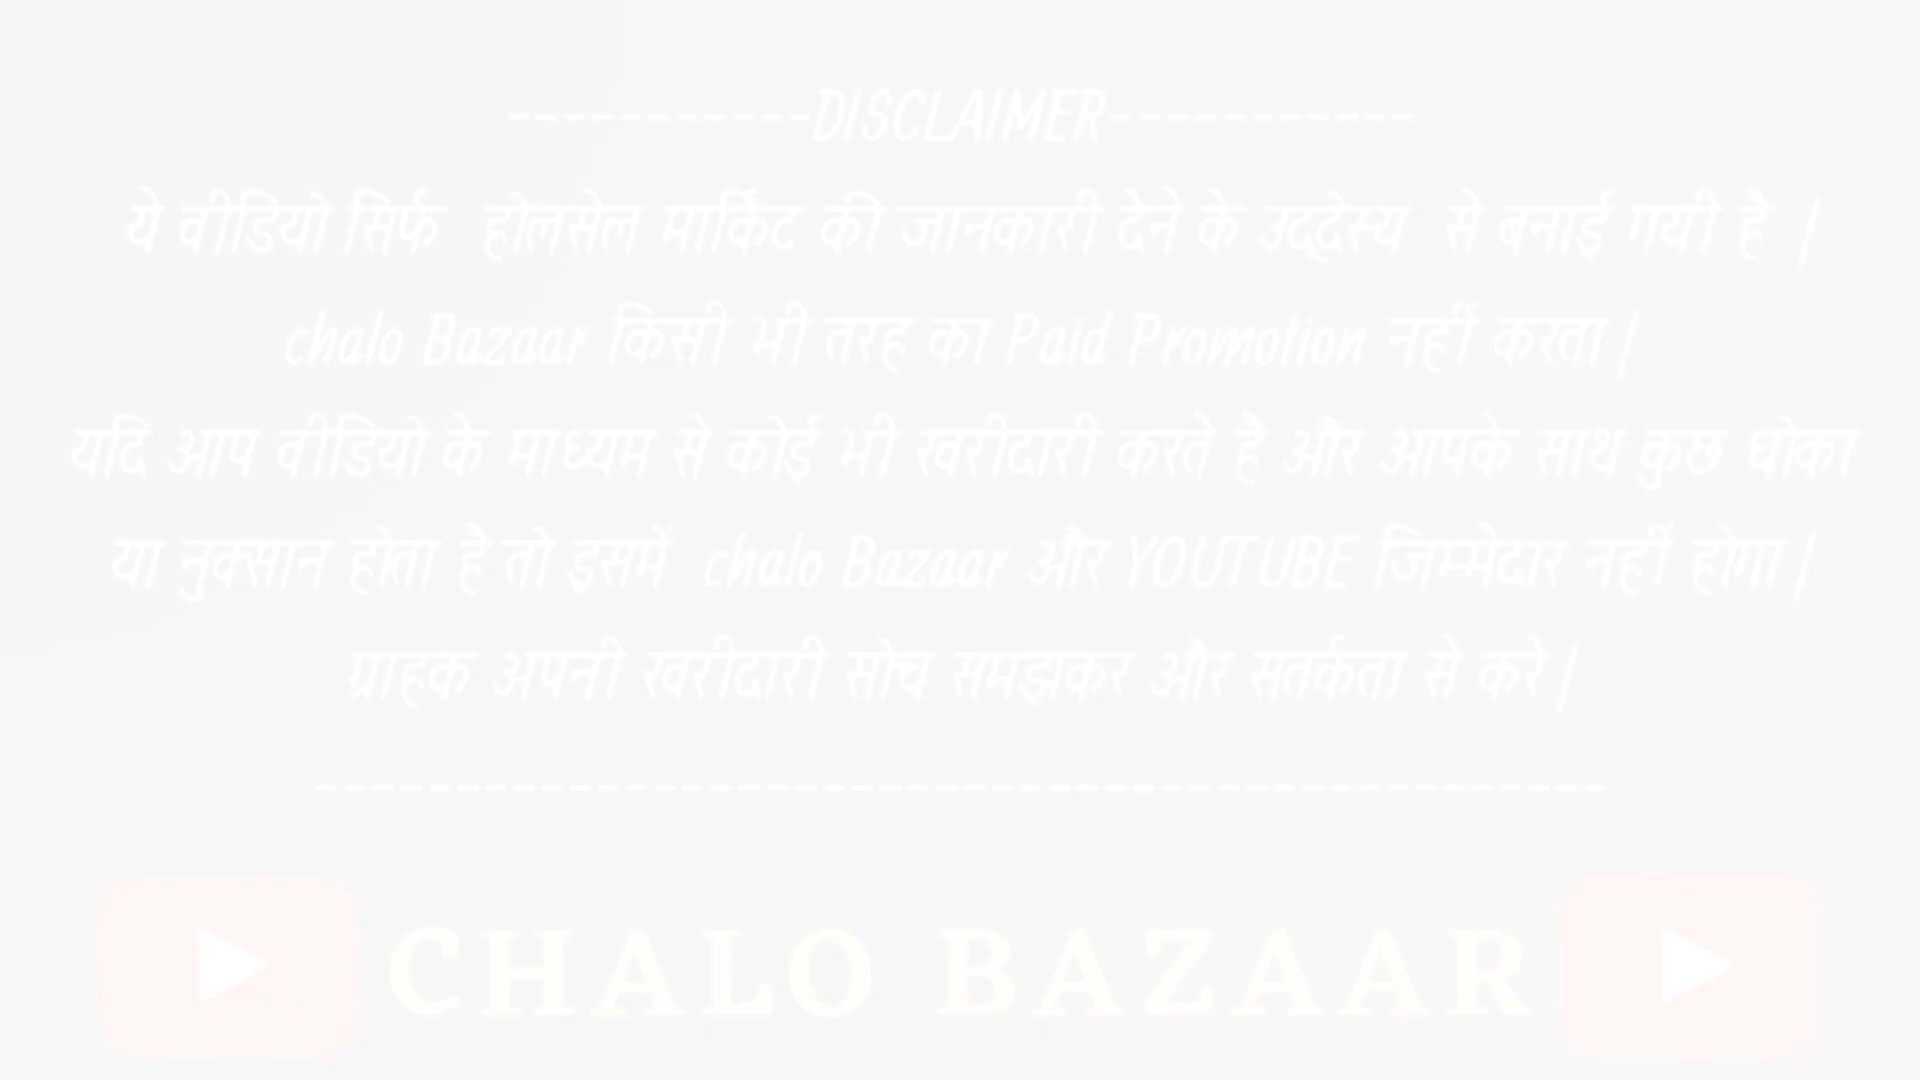 -----------DISCLAIMER-----------
ये वीडियो सिर्फ होलसेल मार्किट की जानकारी देने के उद्देस्य से बनाई गयी है |
chalo Bazaar किसी भी तरह का Paid Promotion नहीं करता |
यदि आप वीडियो के माध्यम से कोई भी खरीदारी करते है और आपके साथ कुछ धोका
या नुक्सान होता है तो इसमें chalo Bazaar और YOUTUBE जिम्मेदार नहीं होगा |
ग्राहक अपनी खरीदारी सोच समझकर और सतर्कता से करे |
-----------------------------------------------
CHALO BAZAAR